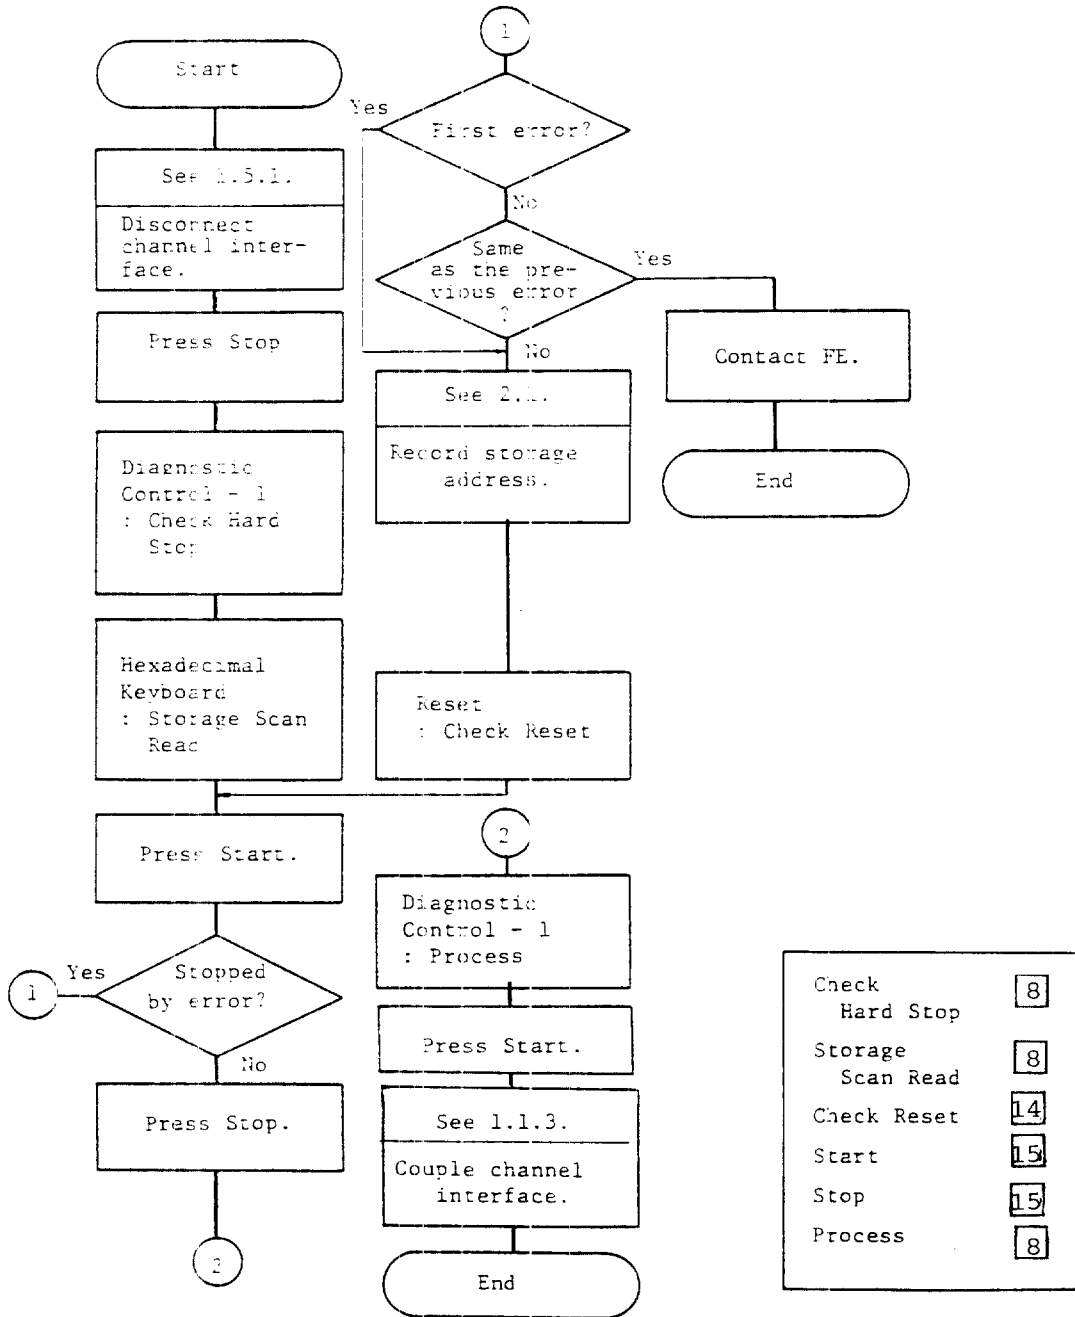 Start
See 1.5.1.
Disconnect
channel inter-
face.
Press Stop
Diagnostic
Control - 1
: Check Hard
Stop
Hexadecimal
Keyboard
: Storage Scan
Read
Press Start.
Yes
Stopped
by error?
1
No
Press Stop.
2
1
Yes
First error?
No
Same
as the pre-
vious error
?
Yes
No
Contact FE.
End
See 2.1.
Record storage
address.
Reset
: Check Reset
2
Diagnostic
Control - 1
: Process
Press Start.
See 1.1.3.
Couple channel
interface.
End
Check
Hard Stop 8
Storage
Scan Read 8
Check Reset 14
Start 15
Stop 15
Process 8